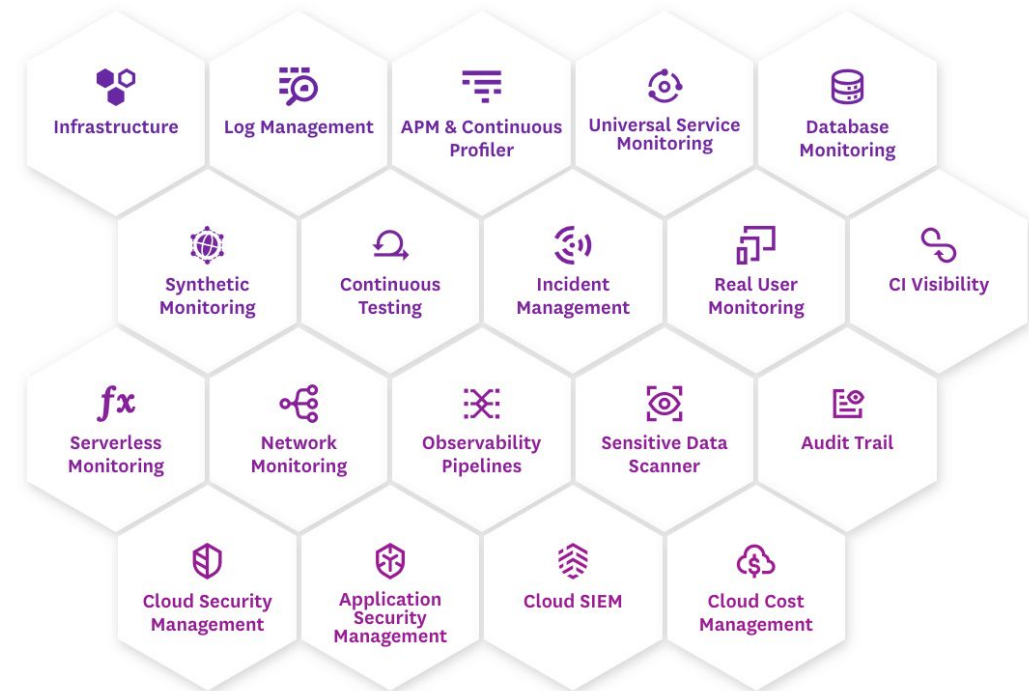 Infrastructure
Log Management
APM & Continuous
Profiler
Universal Service
Monitoring
Database
Monitoring
Synthetic
Monitoring
Continuous
Testing
Incident
Management
Real User
Monitoring
CI Visibility
fx
Serverless
Monitoring
Network
Monitoring
Observability
Pipelines
Sensitive Data
Scanner
Audit Trail
Cloud Security
Management
Application
Security
Management
Cloud SIEM
$
Cloud Cost
Management